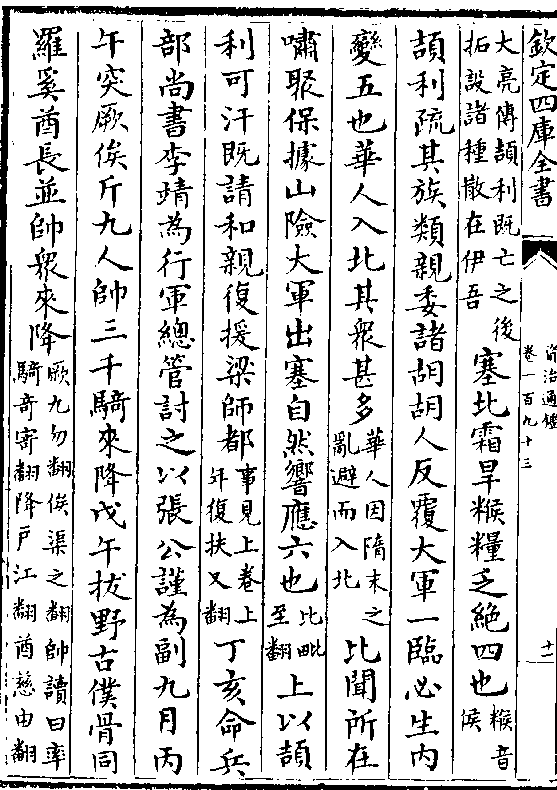 欽定四庫全書
資治通鑑
卷一百九十三
十一
大亮傳頡利既亡之後
拓設諸種散在伊吾
塞北霜旱糇糧乏絶四也
糇音
侯
頡利疏其族類親委諸胡胡人反覆大軍一臨必生内
變五也華人入北其衆甚多
華人因隋末之
亂避而入北
比聞所在
嘯聚保據山險大軍出塞自然響應六也
比毗
至翻
上以頡
利可汗既請和親復援梁師都
事見上卷上
年復扶又翻
丁亥命兵
部尚書李靖為行軍總管討之以張公謹為副九月丙
午突厥俟斤九人帥三千騎來降戊午拔野古僕骨同
羅奚酋長並帥衆來降
厥九勿翻俟渠之翻帥讀曰率
騎奇寄翻降戸江翻酋慈由翻